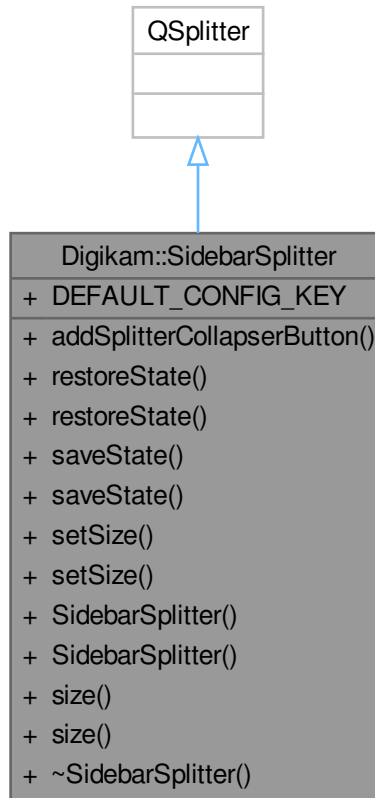 QSplitter
Digikam::SidebarSplitter
+ DEFAULT_CONFIG_KEY
+ addSplitterCollapserButton()
+ restoreState()
+ restoreState()
+ saveState()
+ saveState()
+ setSize()
+ setSize()
+ SidebarSplitter()
+ SidebarSplitter()
+ size()
+ size()
+ ~SidebarSplitter()